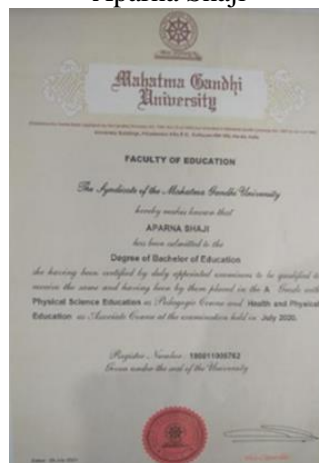 Aparna Shaji
Mahatma Gandhi
University
FACULTY OF EDUCATION
The Syndicate of the Mahatma Gandhi University
hereby makes known that
APARNA SHAJI
has been admitted to the
Degree of Bachelor of Education
she having been certified by duly appointed examiners to be qualified to
receive the same and having been by them placed in the A Grade with
Physical Science Education as Pedagogic Course and Health and Physical
Education as Associate Course at the examination held in July 2020.
Register Number :
Given under the seal of the University